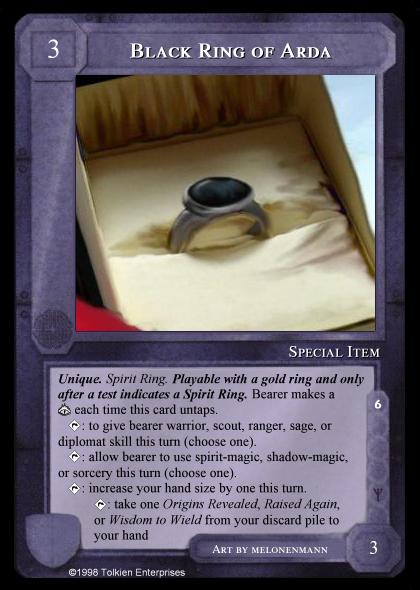 3
BLACK RING OF ARDA
SPECIAL ITEM
Unique. Spirit Ring. Playable with a gold ring and only
after a test indicates a Spirit Ring. Bearer makes a
each time this card untaps.
6
: to give bearer warrior, scout, ranger, sage, or
diplomat skill this turn (choose one).
: allow bearer to use spirit-magic, shadow-magic,
or sorcery this turn (choose one).
: increase your hand size by one this turn.
: take one Origins Revealed, Raised Again,
or Wisdom to Wield from your discard pile to
your hand
ART BY MELONENMANN
3
©1998 Tolkien Enterprises